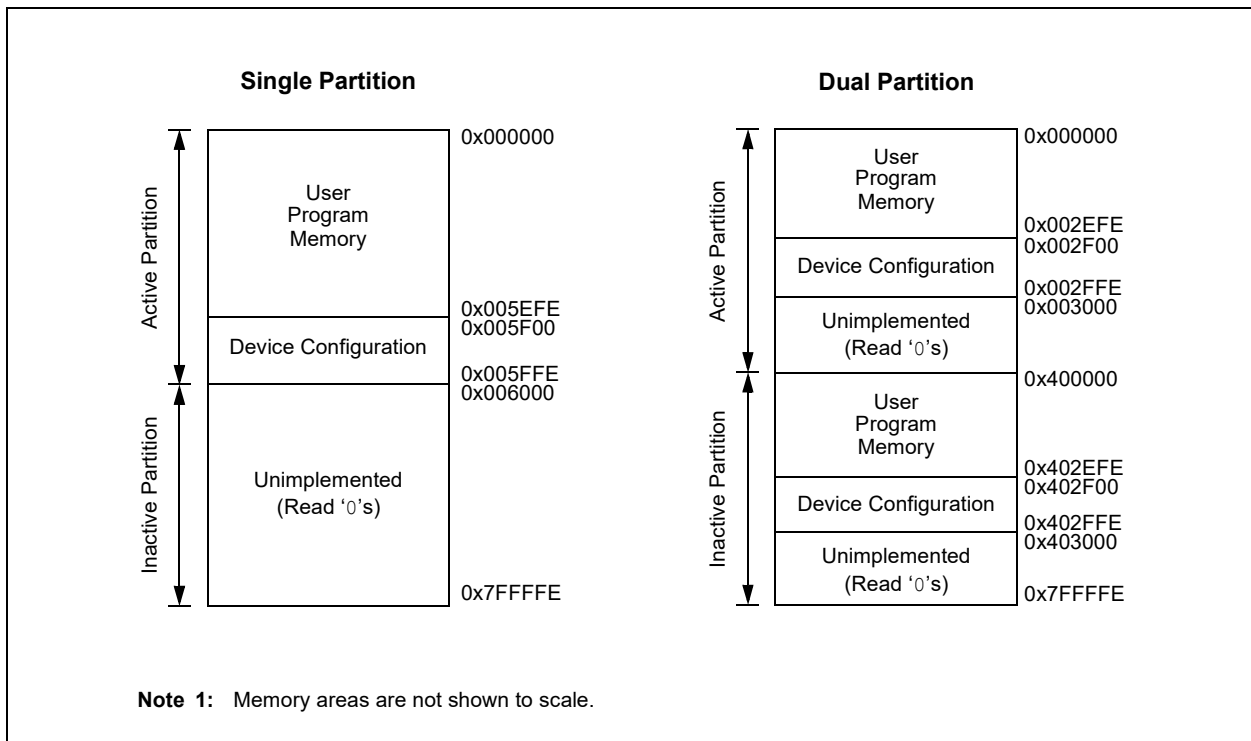 Single Partition
Active Partition
Inactive Partition
User
Program
Memory
Device Configuration
Unimplemented
(Read ‘0’s)
0x000000
0x005EFE
0x005F00
0x005FFE
0x006000
0x7FFFFE
Dual Partition
Active Partition
Inactive Partition
User
Program
Memory
Device Configuration
Unimplemented
(Read ‘0’s)
User
Program
Memory
Device Configuration
Unimplemented
(Read ‘0’s)
0x000000
0x002EFE
0x002F00
0x002FFE
0x003000
0x400000
0x402EFE
0x402F00
0x402FFE
0x403000
0x7FFFFE
Note 1: Memory areas are not shown to scale.